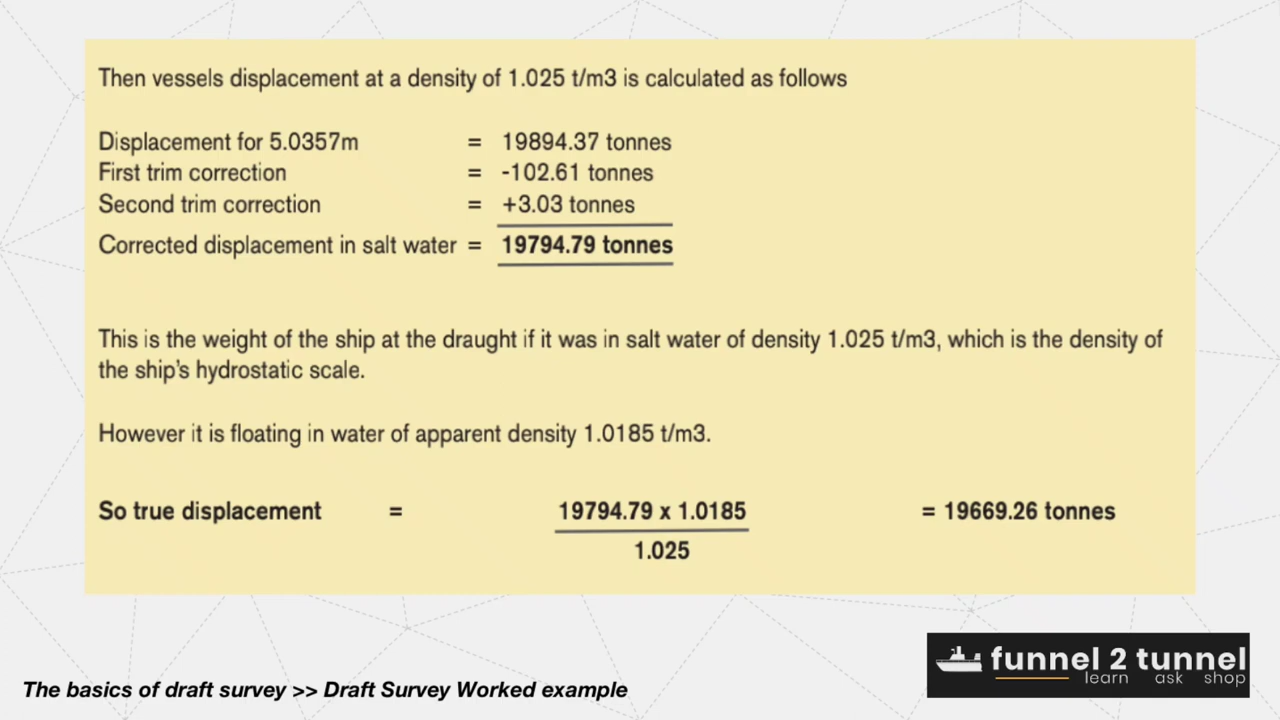 Then vessels displacement at a density of 1.025 t/m3 is calculated as follows
Displacement for 5.0357m = 19894.37 tonnes
First trim correction = -102.61 tonnes
Second trim correction = +3.03 tonnes
Corrected displacement in salt water = 19794.79 tonnes
This is the weight of the ship at the draught if it was in salt water of density 1.025 t/m3, which is the density of
the ship's hydrostatic scale.
However it is floating in water of apparent density 1.0185 t/m3.
So true displacement = 19794.79 x 1.0185 = 19669.26 tonnes
1.025
funnel 2 tunnel
learn ask shop
The basics of draft survey >> Draft Survey Worked example